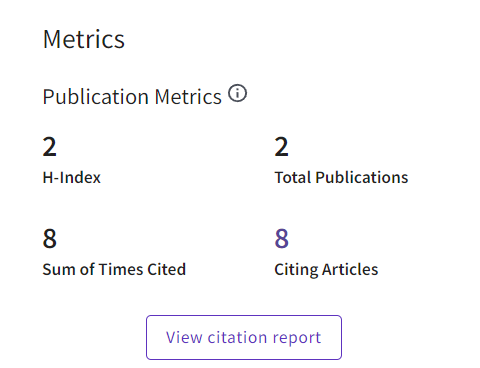 Metrics
Publication Metrics
2
H-Index
2
Total Publications
8
Sum of Times Cited
8
Citing Articles
View citation report